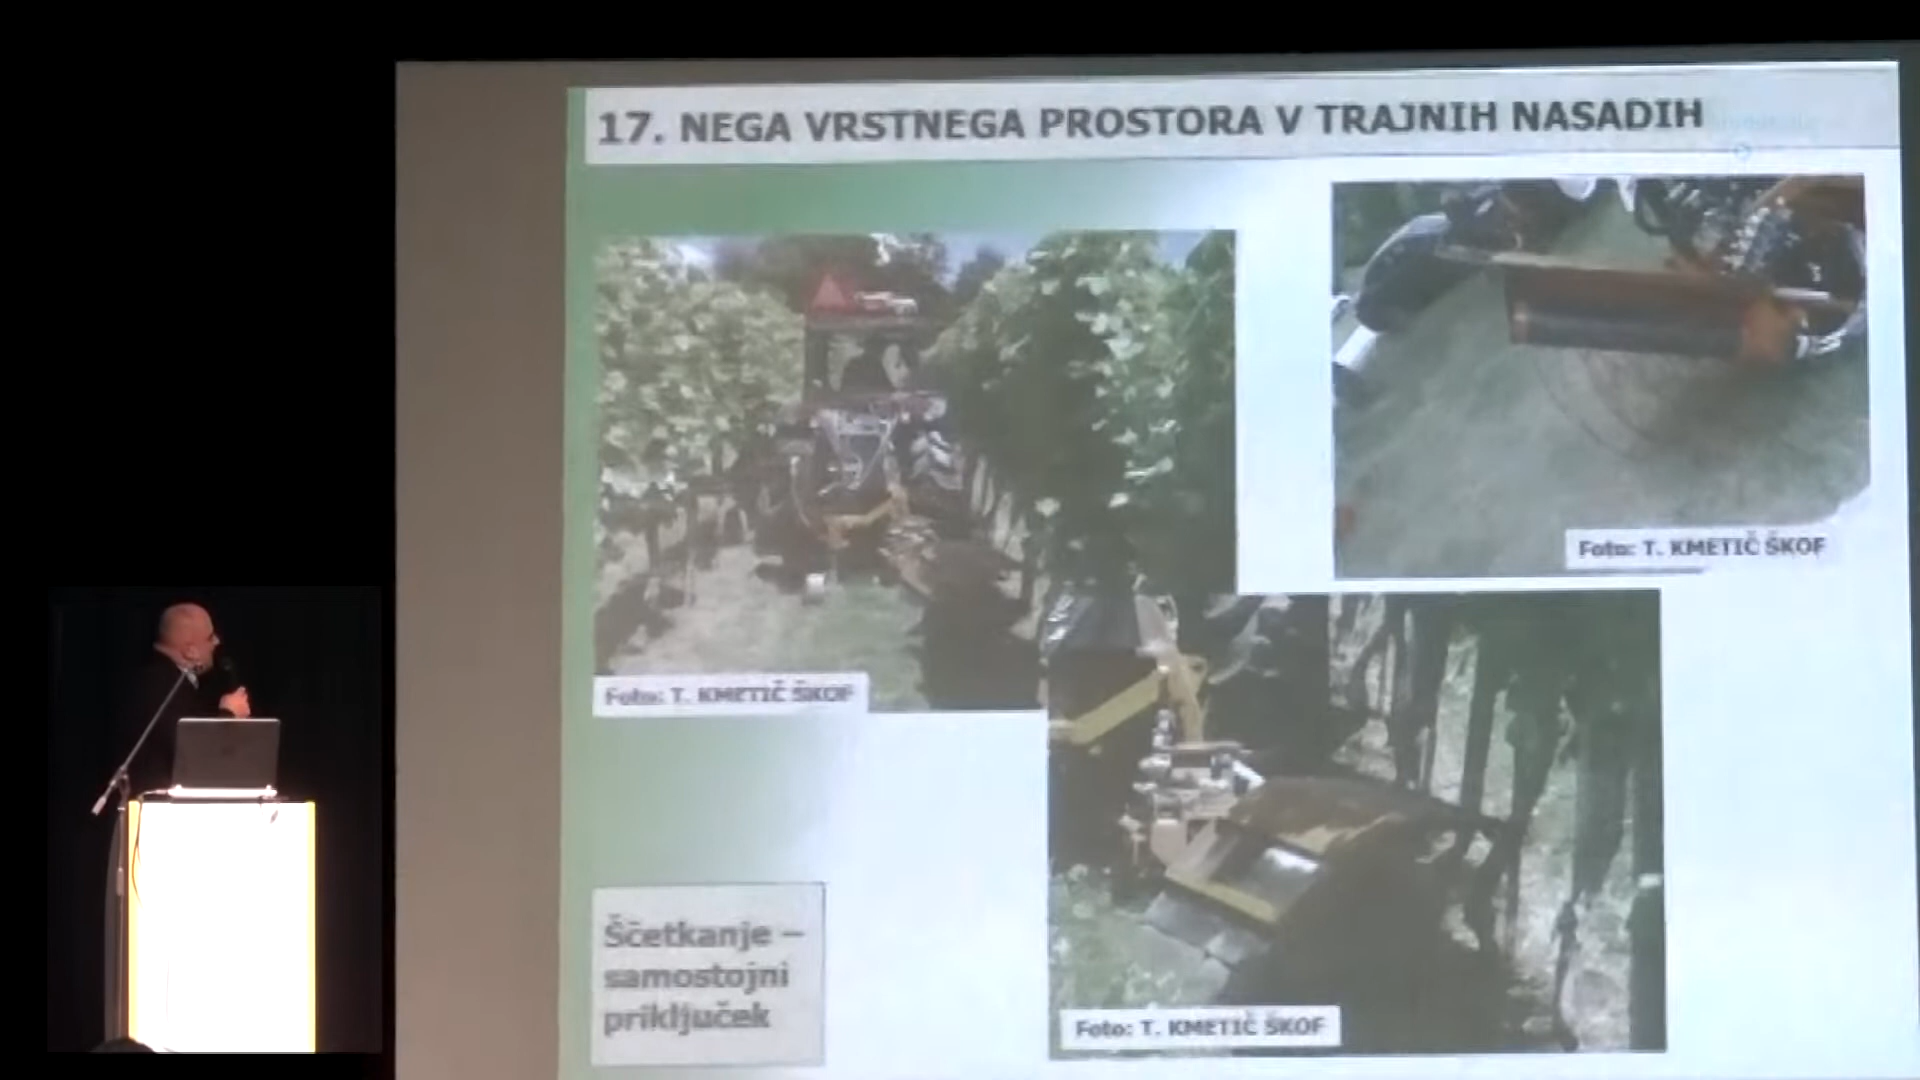 17. NEGA VRSTNEGA PROSTORA V TRAJNIH NASADIH
Foto: T. KMETIČ ŠKOF
Foto: T. KMETIČ ŠKOF
Ščetkanje –
samostojni
priključek
Foto: T. KMETIČ ŠKOF